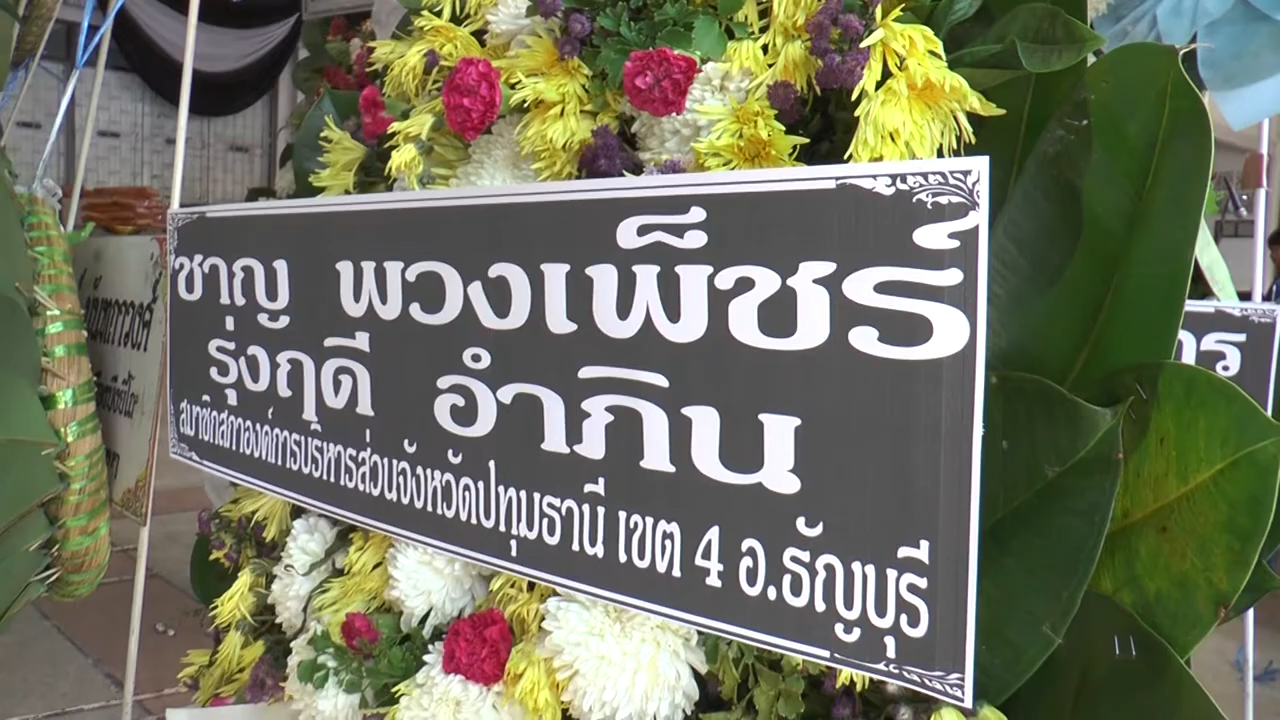 ชาญ พวงเพ็ชร์
รุ่งฤดี อำภิน
สมาชิกสภาองค์การบริหารส่วนจังหวัดปทุมธานี เขต 4 อ.ธัญบุรี